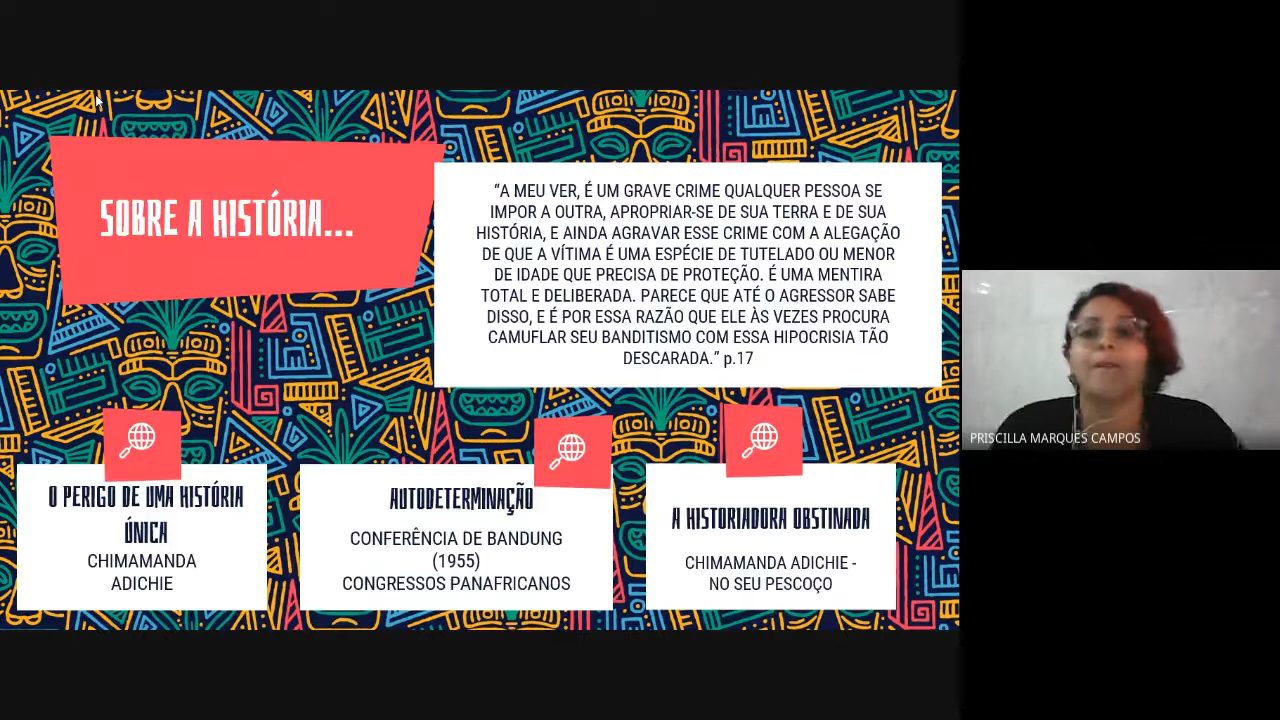 SOBRE A HISTÓRIA...
“A MEU VER, É UM GRAVE CRIME QUALQUER PESSOA SE
IMPOR A OUTRA, APROPRIAR-SE DE SUA TERRA E DE SUA
HISTÓRIA, E AINDA AGRAVAR ESSE CRIME COM A ALEGAÇÃO
DE QUE A VÍTIMA É UMA ESPÉCIE DE TUTELADO OU MENOR
DE IDADE QUE PRECISA DE PROTEÇÃO. É UMA MENTIRA
TOTAL E DELIBERADA. PARECE QUE ATÉ O AGRESSOR SABE
DISSO, E É POR ESSA RAZÃO QUE ELE ÀS VEZES PROCURA
CAMUFLAR SEU BANDITISMO COM ESSA HIPOCRISIA TÃO
DESCARADA.” p.17
O PERIGO DE UMA HISTÓRIA
ÚNICA
CHIMAMANDA
ADICHIE
AUTODETERMINAÇÃO
CONFERÊNCIA DE BANDUNG
(1955)
CONGRESSOS PANAFRICANOS
A HISTORIADORA OBSTINADA
CHIMAMANDA ADICHIE -
NO SEU PESCOÇO
PRISCILLA MARQUES CAMPOS